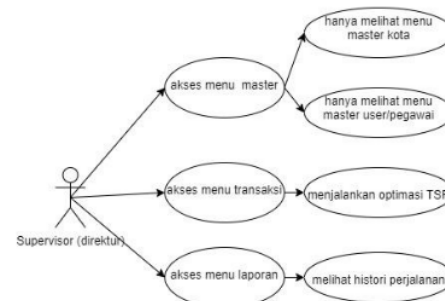 hanya melihat menu
master kota
akses menu master
hanya melihat menu
master user/pegawai
akses menu transaksi
menjalankan optimasi TSP
Supervisor (direktur)
akses menu laporan
melihat histori perjalanan